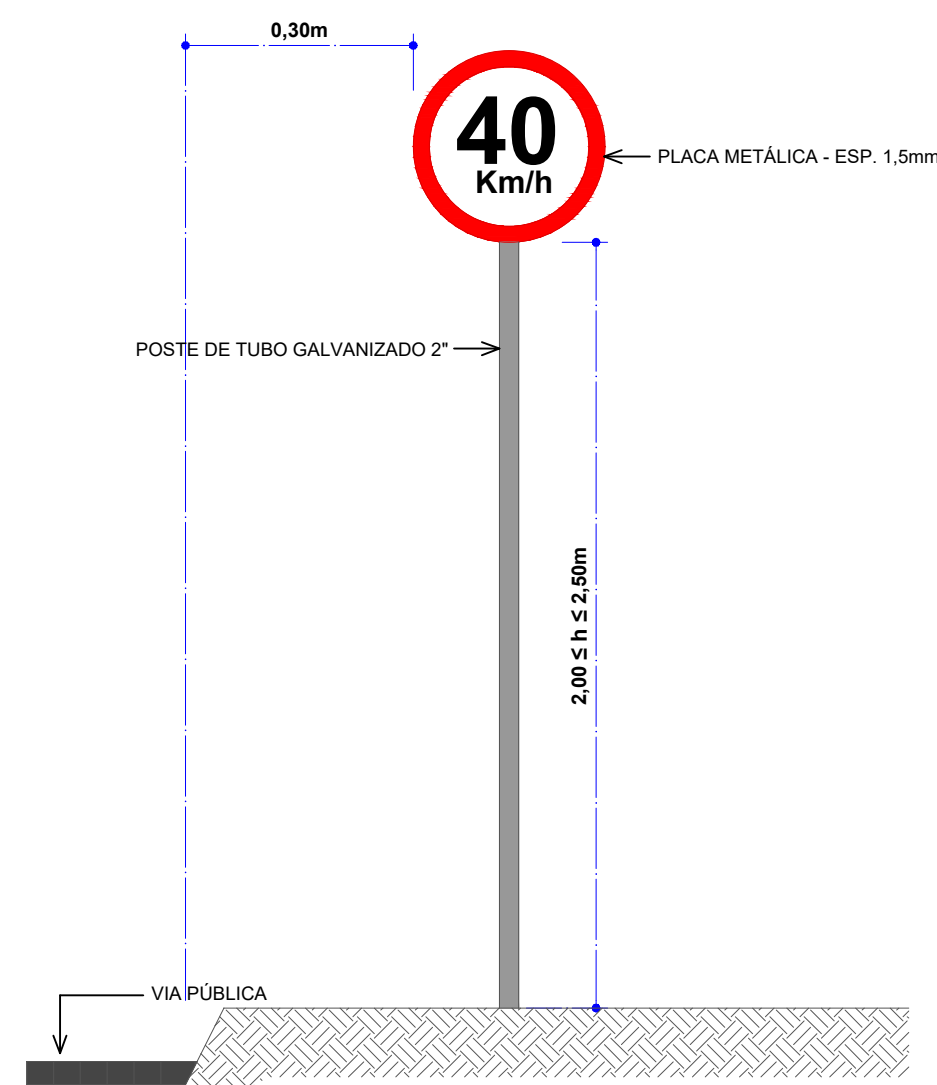 0,30m
40
Km/h
PLACA METÁLICA - ESP. 1,5mm
POSTE DE TUBO GALVANIZADO 2"
2,00 ≤ h ≤ 2,50m
VIA PÚBLICA